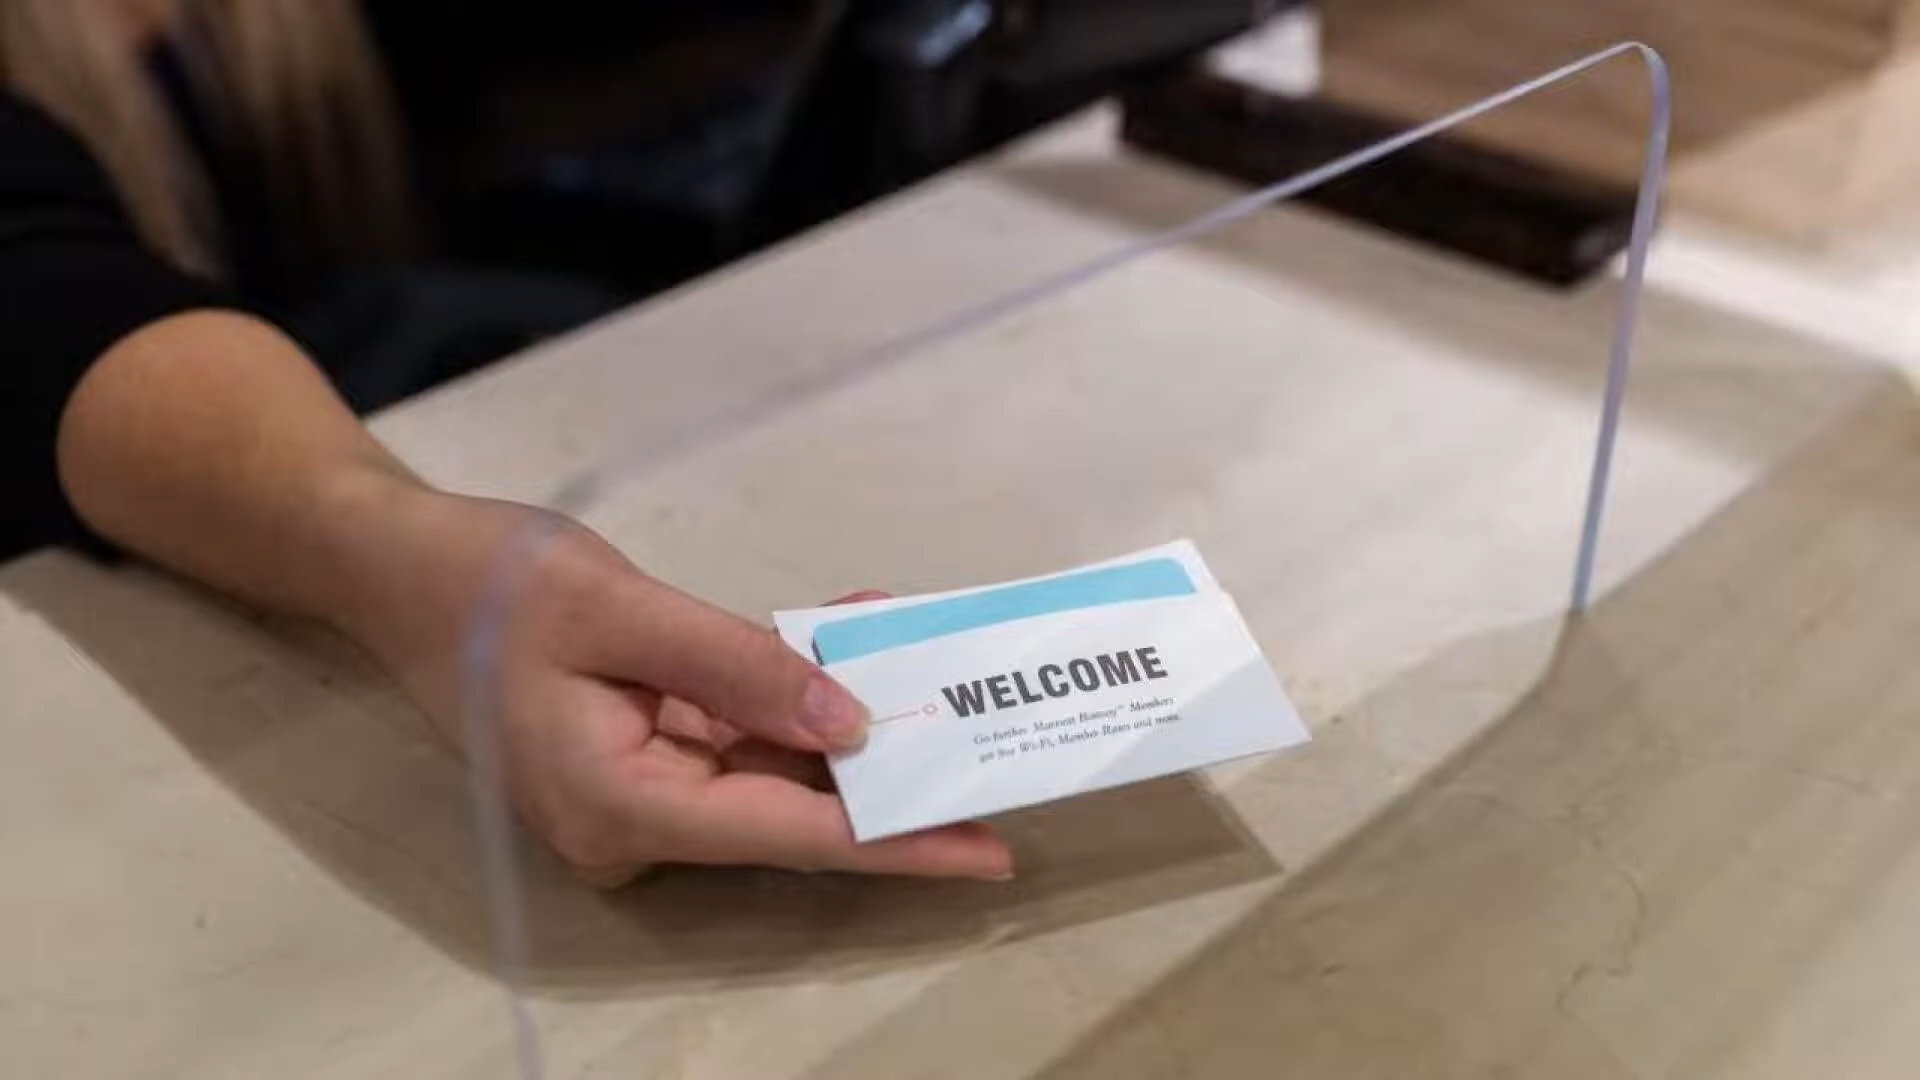 WELCOME
Go further. Marriott Bonvoy™ Members
get free Wi-Fi, Member Rates and more.